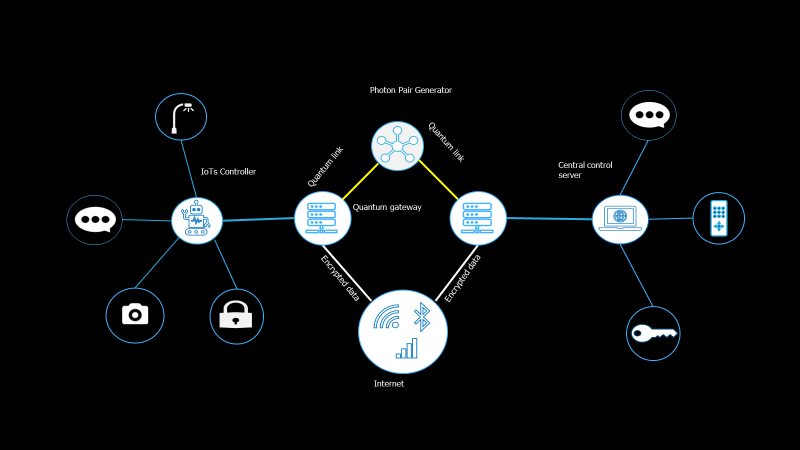 Photon Pair Generator
Quantum link
Quantum link
IoTs Controller
Central control
server
Quantum gateway
Encrypted data
Encrypted data
Internet